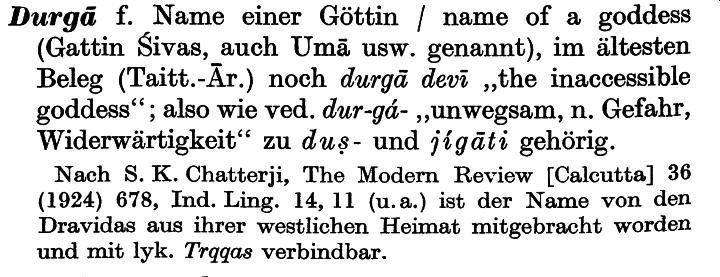 Durgā f. Name einer Göttin / name of a goddess
(Gattin Śivas, auch Umā usw. genannt), im ältesten
Beleg (Taitt.-Ār.) noch durgā devī „the inaccessible
goddess“; also wie ved. dur-gá- „unwegsam, n. Gefahr,
Widerwärtigkeit“ zu duṣ- und jígāti gehörig.
Nach S. K. Chatterji, The Modern Review [Calcutta] 36
(1924) 678, Ind. Ling. 14, 11 (u. a.) ist der Name von den
Dravidas aus ihrer westlichen Heimat mitgebracht worden
und mit lyk. Trqqas verbindbar.